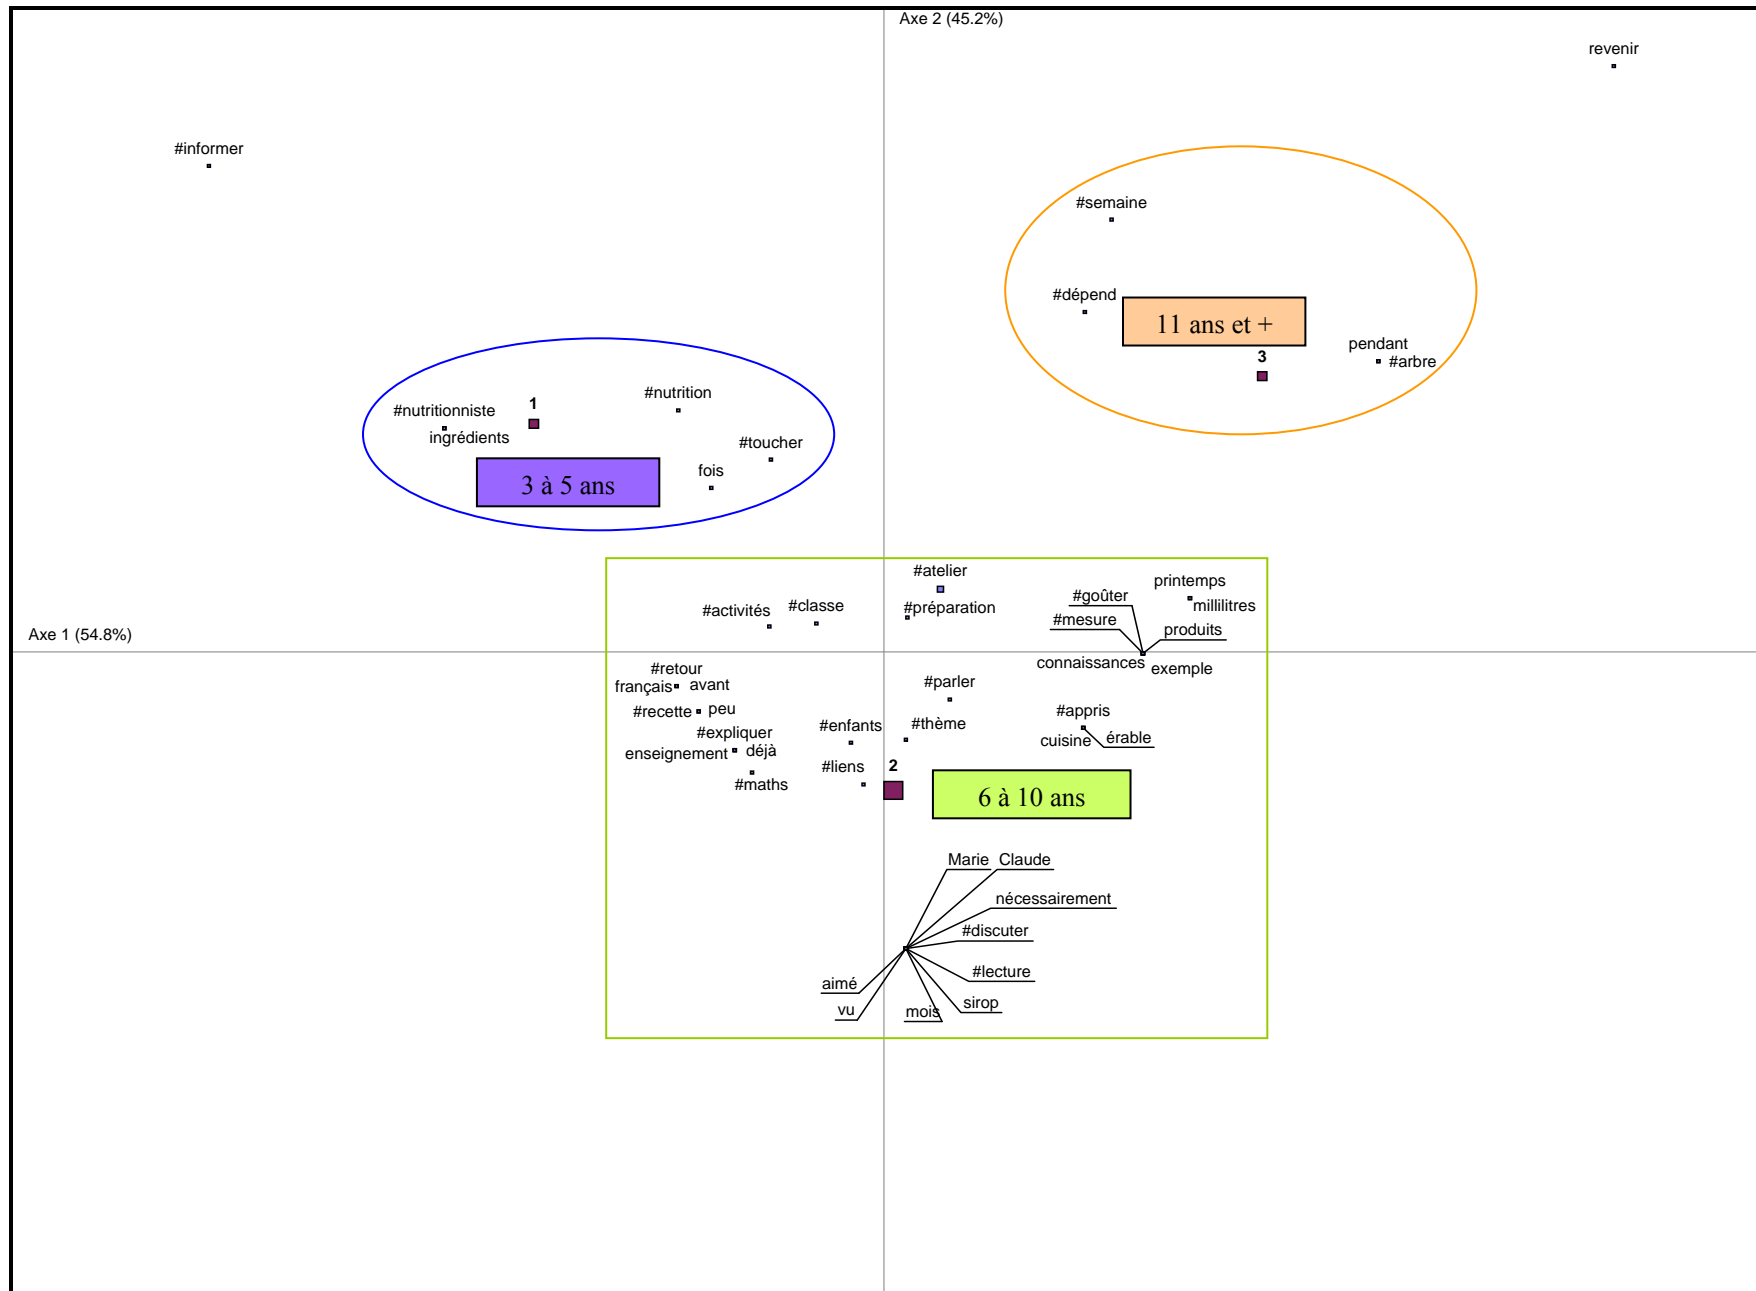 Axe 2 (45.2%)
revenir
#informer
#semaine
#dépend
11 ans et +
pendant
3
#arbre
#nutrition
1
#nutritionniste
ingrédients
#toucher
fois
3 à 5 ans
#atelier
printemps
#goûter
#activités
#classe
#préparation
millilitres
#mesure
produits
Axe 1 (54.8%)
connaissances
exemple
#retour
français
avant
#parler
#recette
peu
#appris
#expliquer
#enfants
#thème
cuisine
érable
enseignement
déjà
#liens
2
#maths
6 à 10 ans
Marie
Claude
nécessairement
#discuter
#lecture
aimé
sirop
vu
mois